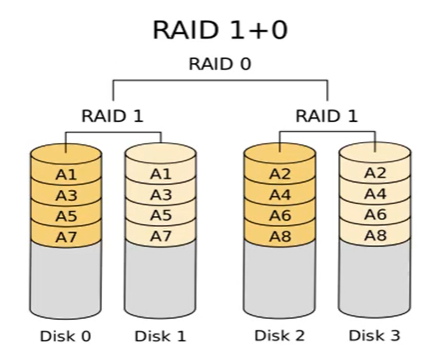 RAID 1+0
RAID 0
RAID 1 RAID 1
A1 A1 A2 A2
A3 A3 A4 A4
A5 A5 A6 A6
A7 A7 A8 A8
Disk 0 Disk 1 Disk 2 Disk 3